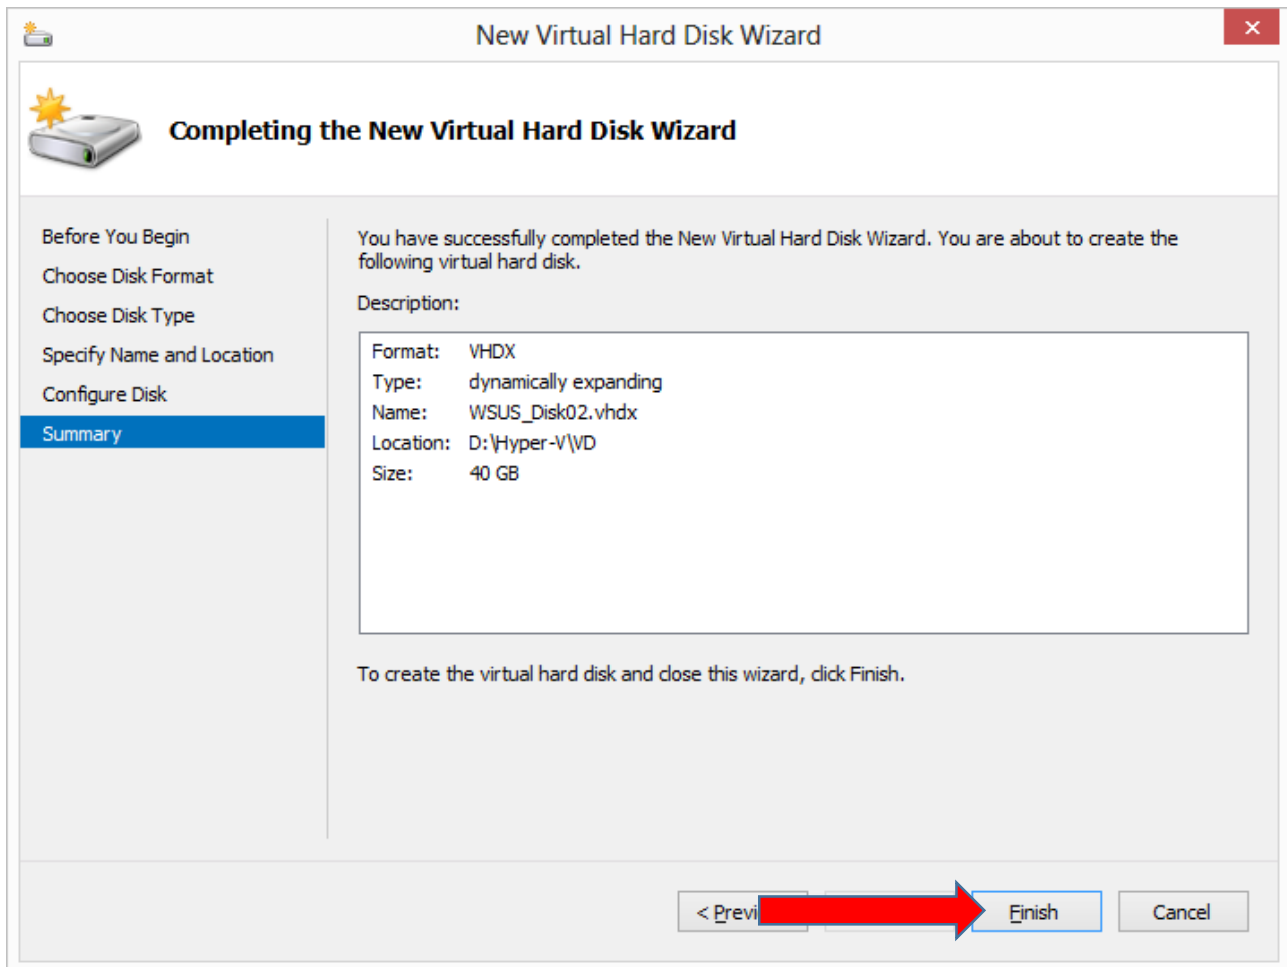 New Virtual Hard Disk Wizard
Completing the New Virtual Hard Disk Wizard
Before You Begin
Choose Disk Format
Choose Disk Type
Specify Name and Location
Configure Disk
Summary
You have successfully completed the New Virtual Hard Disk Wizard. You are about to create the
following virtual hard disk.
Description:
Format: VHDX
Type: dynamically expanding
Name: WSUS_Disk02.vhdx
Location: D:\Hyper-V\VD
Size: 40 GB
To create the virtual hard disk and close this wizard, click Finish.
< Previ
Finish
Cancel